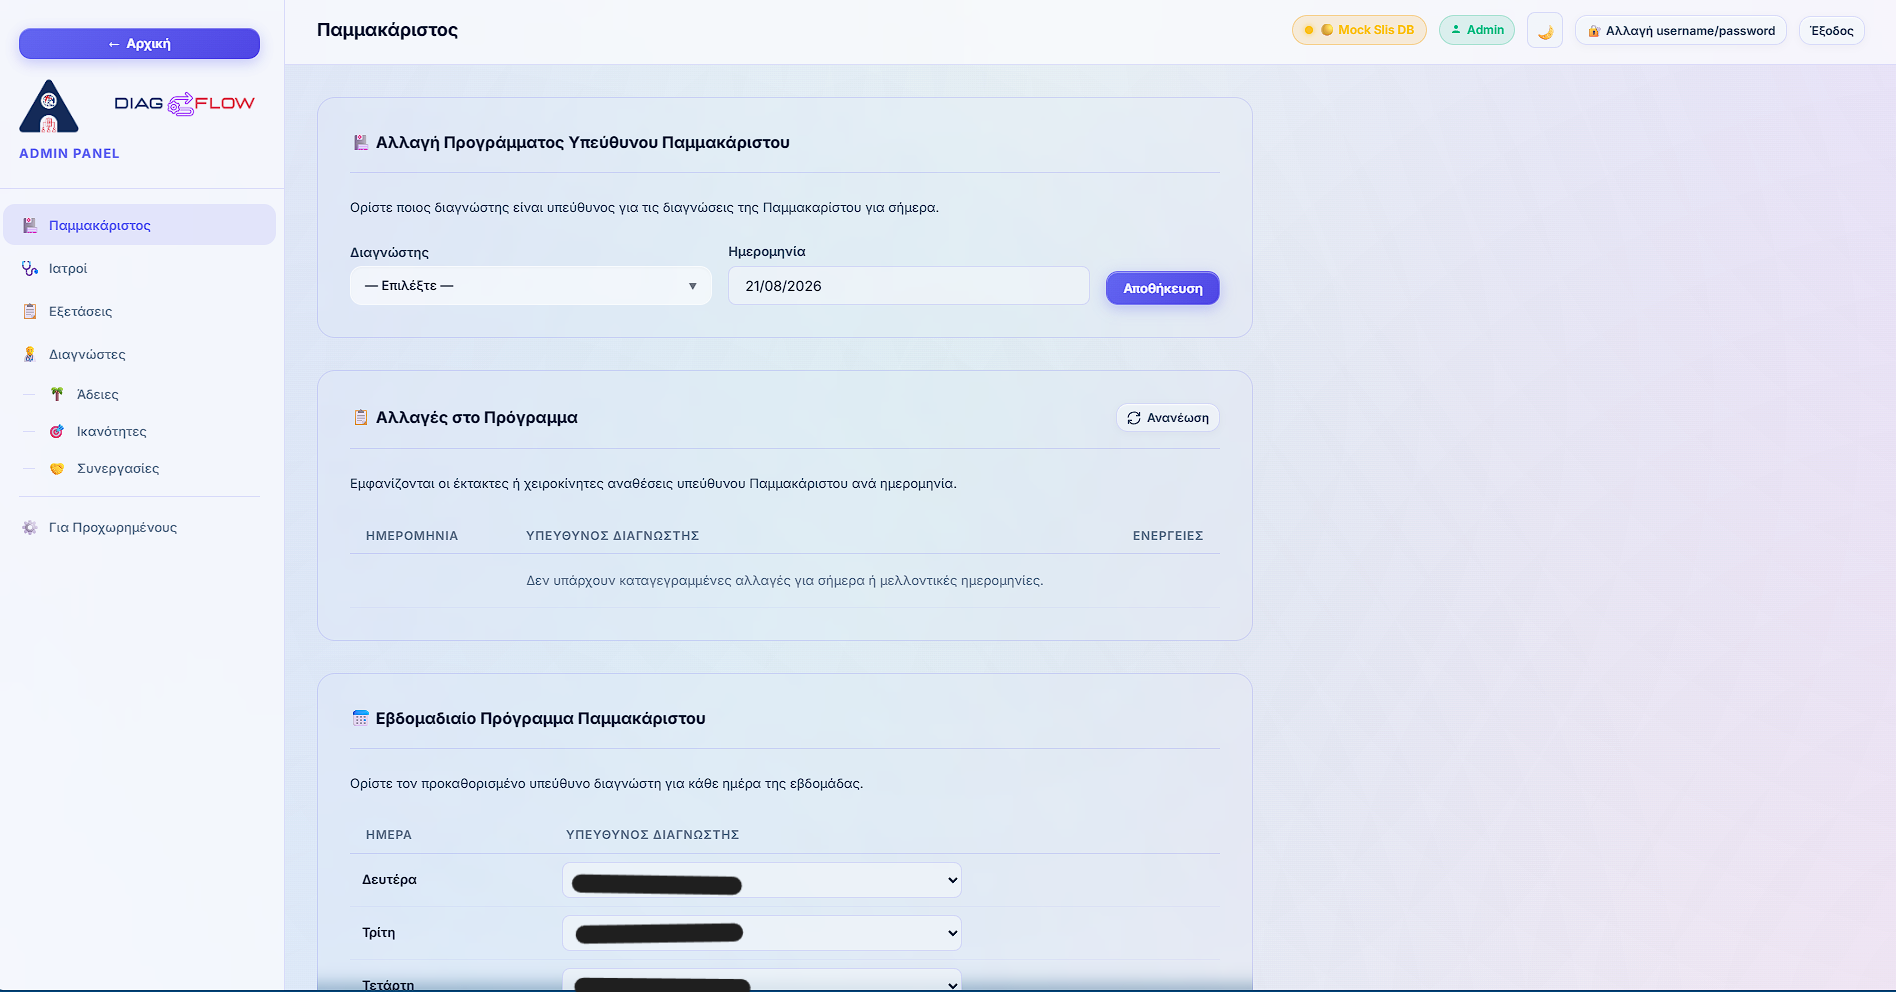 ← Αρχική
DIAG FLOW
ADMIN PANEL
Παμμακάριστος
Ιατροί
Εξετάσεις
Διαγνώστες
Άδειες
Ικανότητες
Συνεργασίες
Για Προχωρημένους
Παμμακάριστος
Mock Slis DB
Admin
Αλλαγή username/password
Έξοδος
Αλλαγή Προγράμματος Υπεύθυνου Παμμακάριστου
Ορίστε ποιος διαγνώστης είναι υπεύθυνος για τις διαγνώσεις της Παμμακαρίστου για σήμερα.
Διαγνώστης
Ημερομηνία
— Επιλέξτε —
21/08/2026
Αποθήκευση
Αλλαγές στο Πρόγραμμα
Ανανέωση
Εμφανίζονται οι έκτακτες ή χειροκίνητες αναθέσεις υπεύθυνου Παμμακάριστου ανά ημερομηνία.
ΗΜΕΡΟΜΗΝΙΑ ΥΠΕΥΘΥΝΟΣ ΔΙΑΓΝΩΣΤΗΣ ΕΝΕΡΓΕΙΕΣ
Δεν υπάρχουν καταγεγραμμένες αλλαγές για σήμερα ή μελλοντικές ημερομηνίες.
Εβδομαδιαίο Πρόγραμμα Παμμακάριστου
Ορίστε τον προκαθορισμένο υπεύθυνο διαγνώστη για κάθε ημέρα της εβδομάδας.
ΗΜΕΡΑ ΥΠΕΥΘΥΝΟΣ ΔΙΑΓΝΩΣΤΗΣ
Δευτέρα
Τρίτη
Τετάρτη